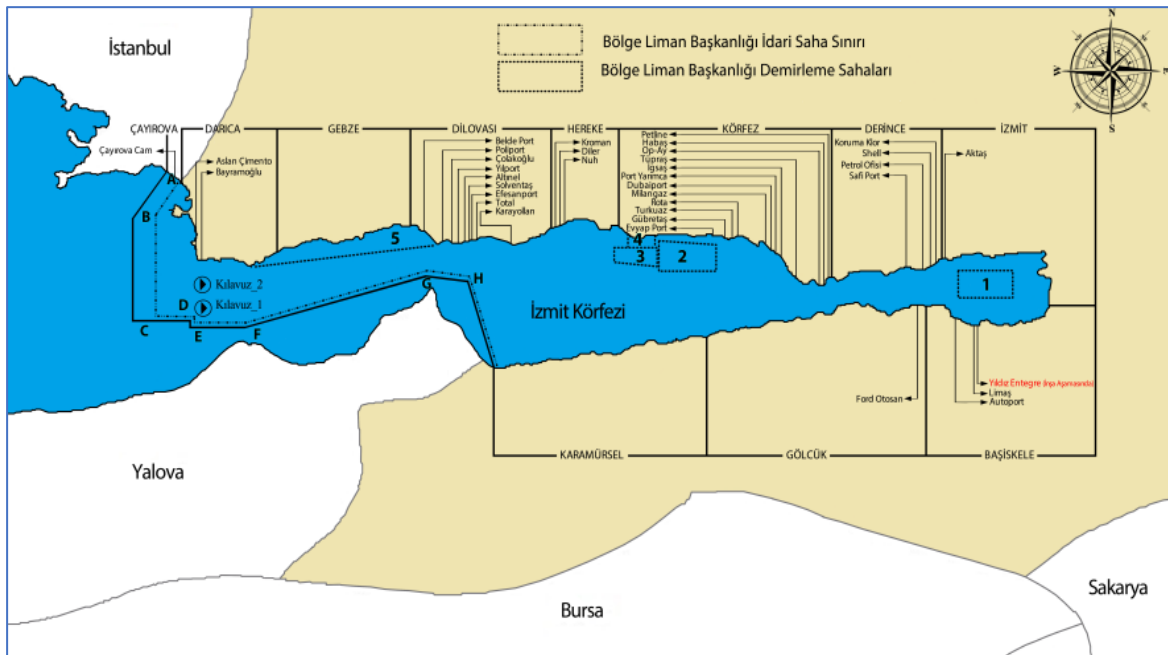 İstanbul
Bölge Liman Başkanlığı İdari Saha Sınırı
Bölge Liman Başkanlığı Demirleme Sahaları
N
W
S
ÇAYIROVA
DARICA
GEBZE
DİLOVASI
HEREKE
KÖRFEZ
DERİNCE
İZMİT
Çayırova Cam
Aslan Çimento
Bayramoğlu
Belde Port
Poliport
Çolakoğlu
Yılport
Altınel
Solventaş
Efesanport
Total
Karayolları
Kroman
Diler
Nuh
Petline
Habaş
Op-Ay
Tüpraş
İgsaş
Port Yarımca
Dubaiport
Milangaz
Rota
Turkuaz
Gübretaş
Evyap Port
Koruma Klor
Shell
Petrol Ofisi
Safi Port
Aktaş
A
B
C
D
E
F
G
H
5
4
3
2
1
Kılavuz_2
Kılavuz_1
İzmit Körfezi
Ford Otosan
Yıldız Entegre (İnşa Aşamasında)
Limaş
Autoport
KARAMÜRSEL
GÖLCÜK
BAŞİSKELE
Yalova
Bursa
Sakarya